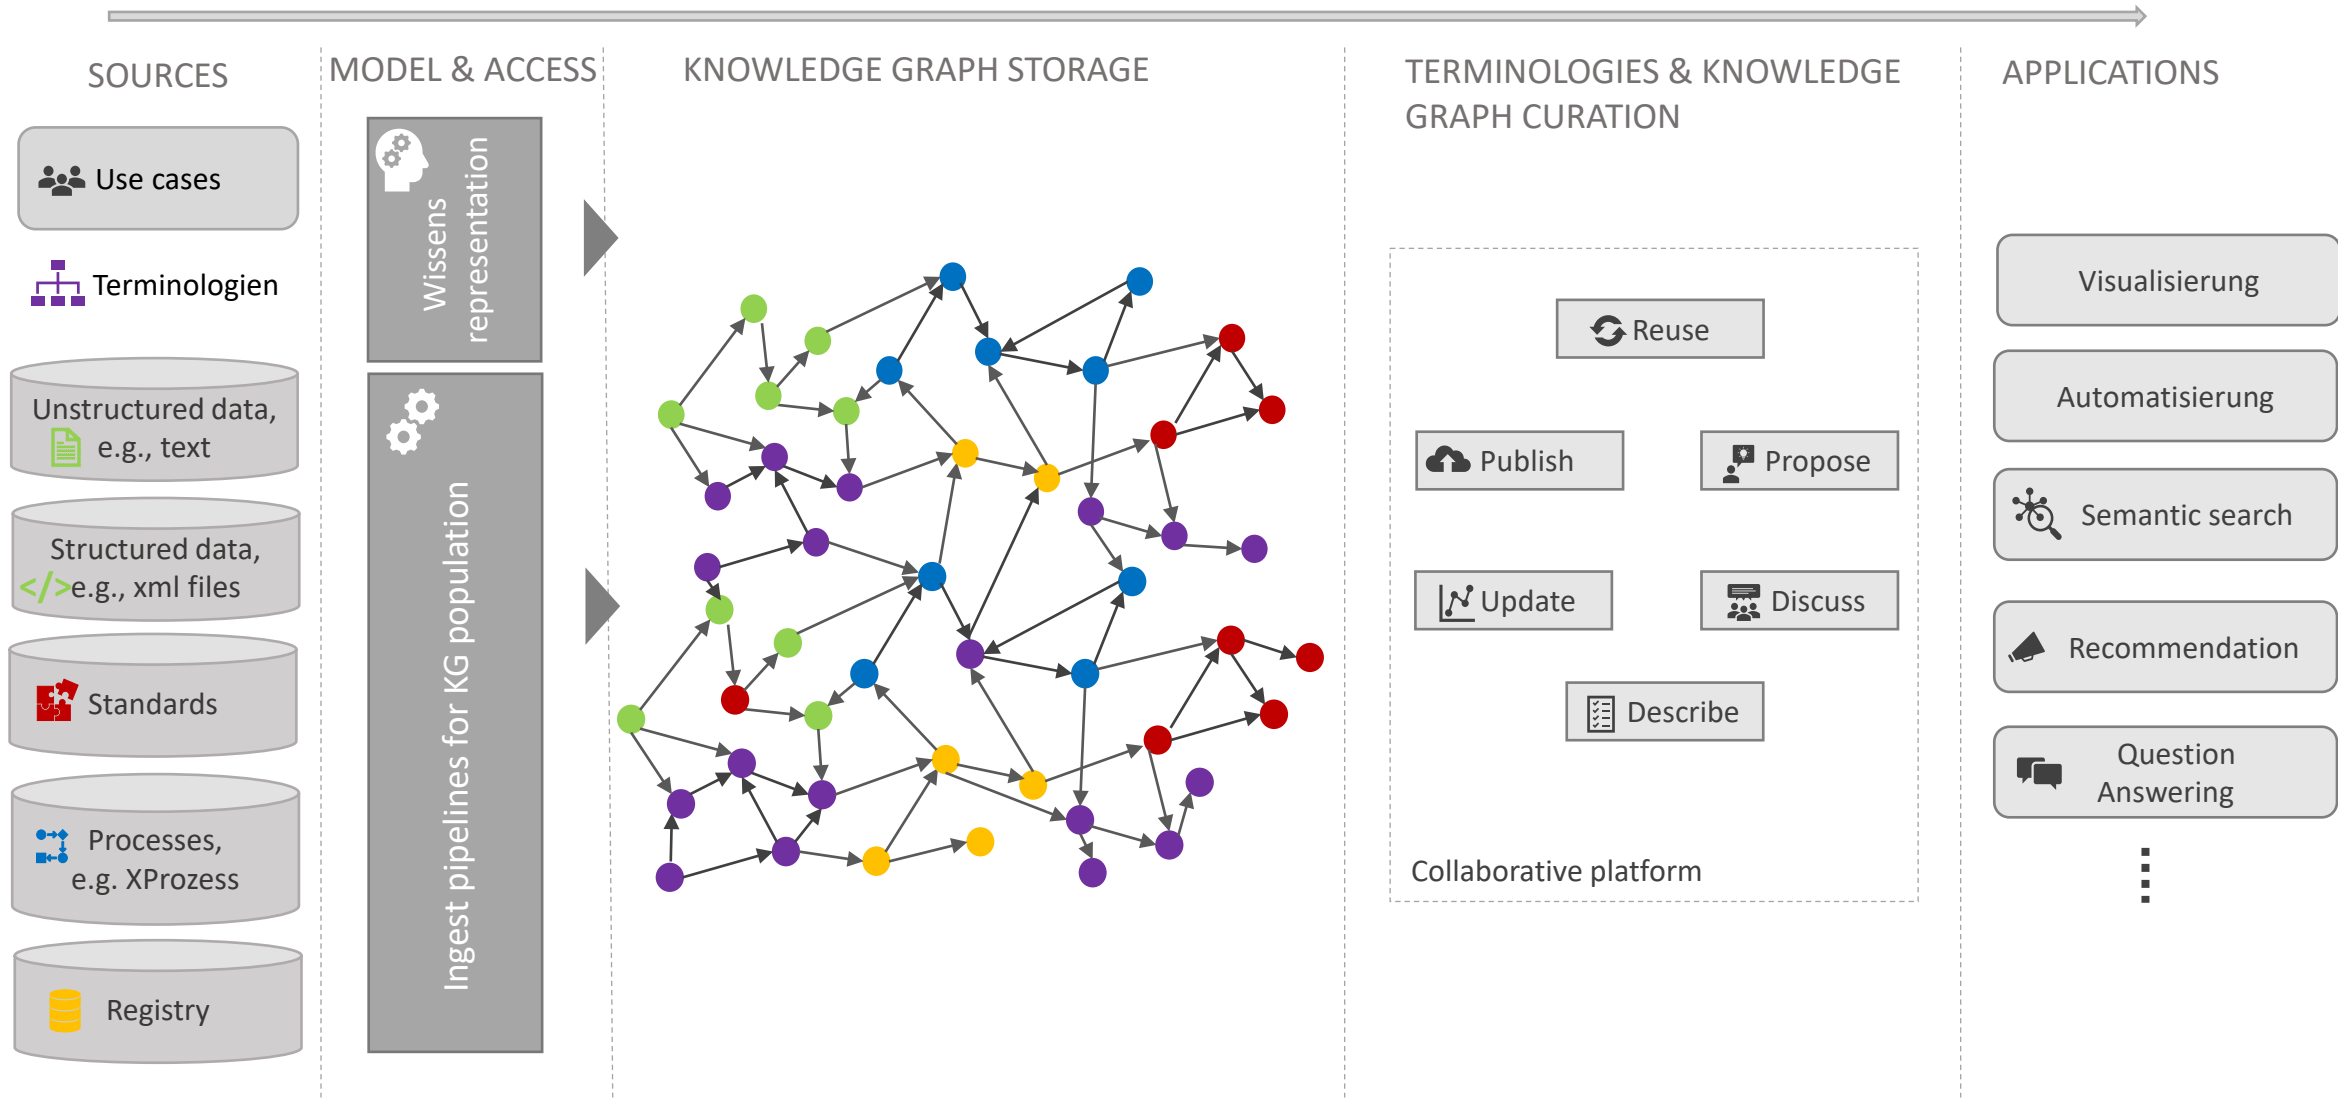 SOURCES
Use cases
Terminologien
Unstructured data,
e.g., text
Structured data,
</>e.g., xml files
Standards
Processes,
e.g. XProzess
Registry
MODEL & ACCESS
Wissens
representation
Ingest pipelines for KG population
KNOWLEDGE GRAPH STORAGE
TERMINOLOGIES & KNOWLEDGE
GRAPH CURATION
Reuse
Publish
Propose
Update
Discuss
Describe
Collaborative platform
APPLICATIONS
Visualisierung
Automatisierung
Semantic search
Recommendation
Question
Answering